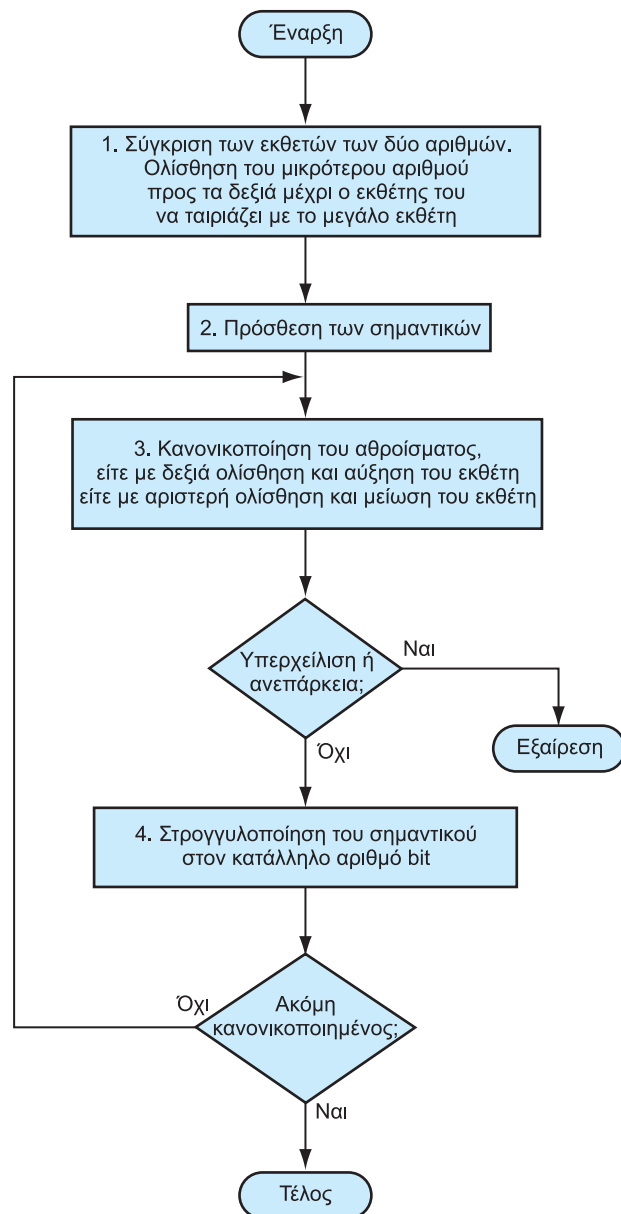 Έναρξη
1. Σύγκριση των εκθετών των δύο αριθμών.
Ολίσθηση του μικρότερου αριθμού
προς τα δεξιά μέχρι ο εκθέτης του
να ταιριάζει με το μεγάλο εκθέτη
2. Πρόσθεση των σημαντικών
3. Κανονικοποίηση του αθροίσματος,
είτε με δεξιά ολίσθηση και αύξηση του εκθέτη
είτε με αριστερή ολίσθηση και μείωση του εκθέτη
Υπερχείλιση ή
ανεπάρκεια;
Ναι
Εξαίρεση
Όχι
4. Στρογγυλοποίηση του σημαντικού
στον κατάλληλο αριθμό bit
Ακόμη
κανονικοποιημένος;
Όχι
Ναι
Τέλος